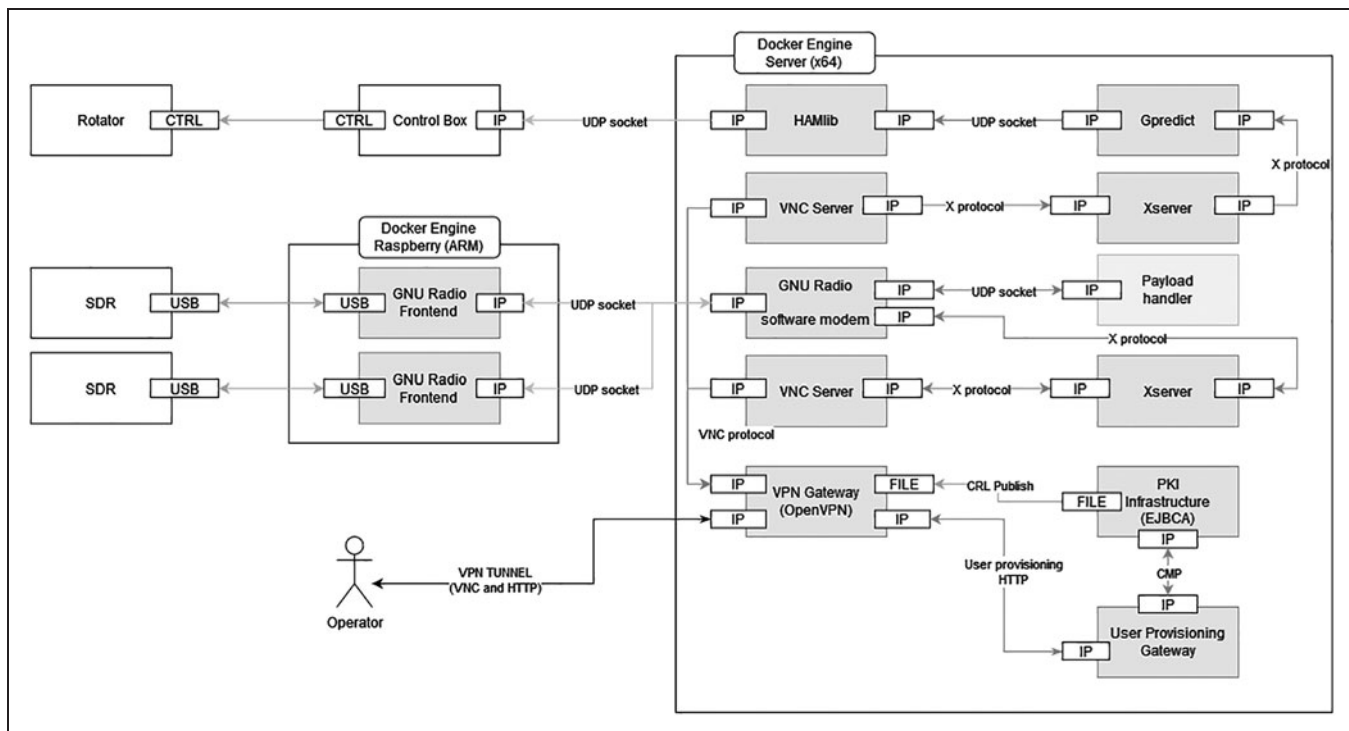 Docker Engine
Server (x64)
Rotator
CTRL
CTRL
Control Box
IP
UDP socket
IP
HAMlib
IP
UDP socket
IP
Gpredict
IP
X protocol
IP
VNC Server
IP
X protocol
IP
Xserver
IP
Docker Engine
Raspberry (ARM)
SDR
USB
USB
GNU Radio
Frontend
IP
UDP socket
IP
GNU Radio
software modem
IP
IP
UDP socket
IP
Payload
handler
X protocol
SDR
USB
USB
GNU Radio
Frontend
IP
UDP socket
IP
VNC Server
IP
X protocol
IP
Xserver
IP
VNC protocol
IP
IP
VPN Gateway
(OpenVPN)
FILE
IP
CRL Publish
FILE
PKI
Infrastructure
(EJBCA)
IP
CMP
IP
User Provisioning
Gateway
IP
User provisioning
HTTP
VPN TUNNEL
(VNC and HTTP)
Operator